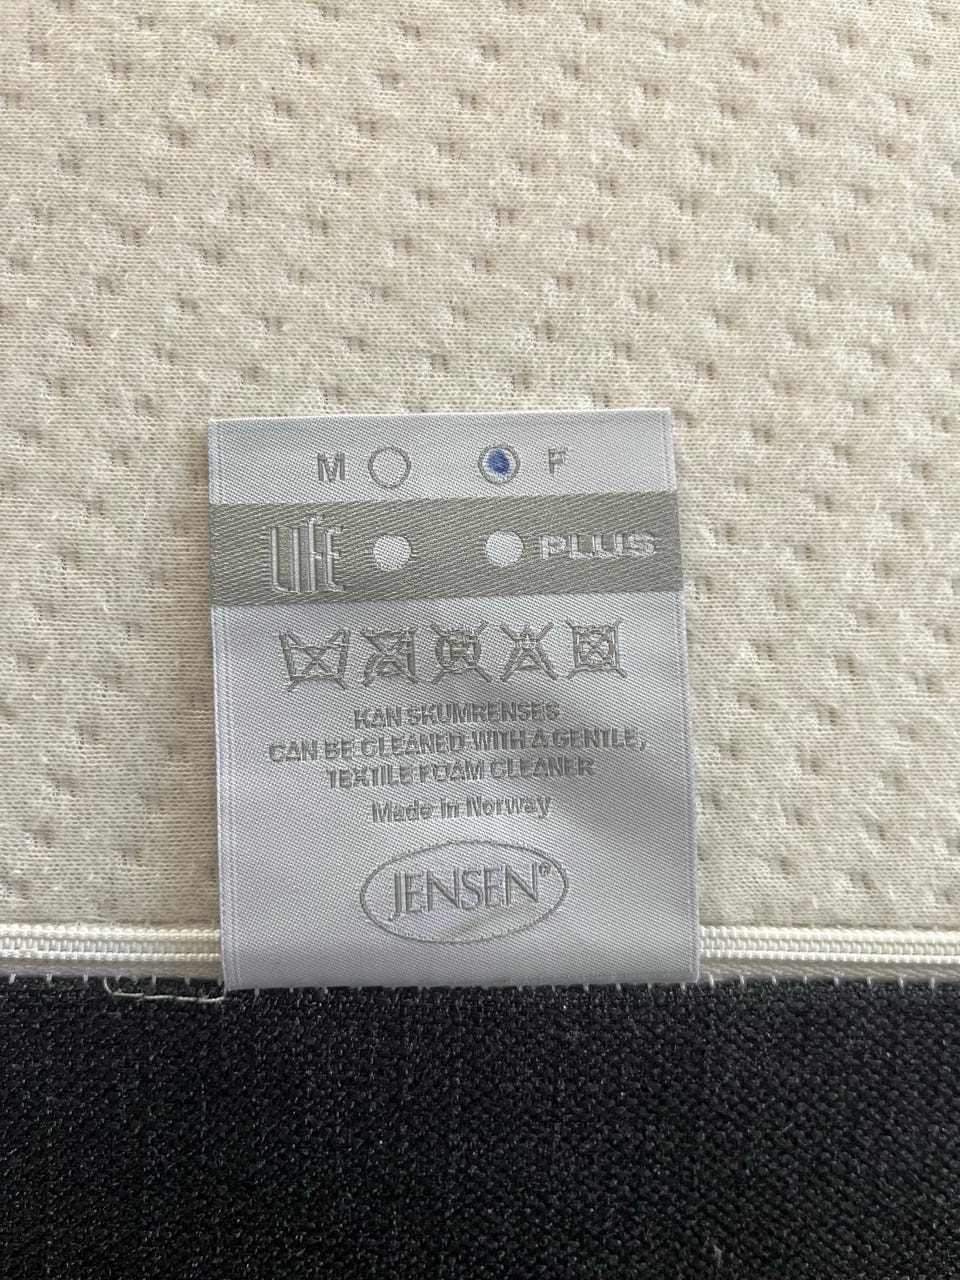 M F
LIFE PLUS
KAN SKUMRENSES
CAN BE CLEANED WITH A GENTLE,
TEXTILE FOAM CLEANER
Made in Norway
JENSEN®